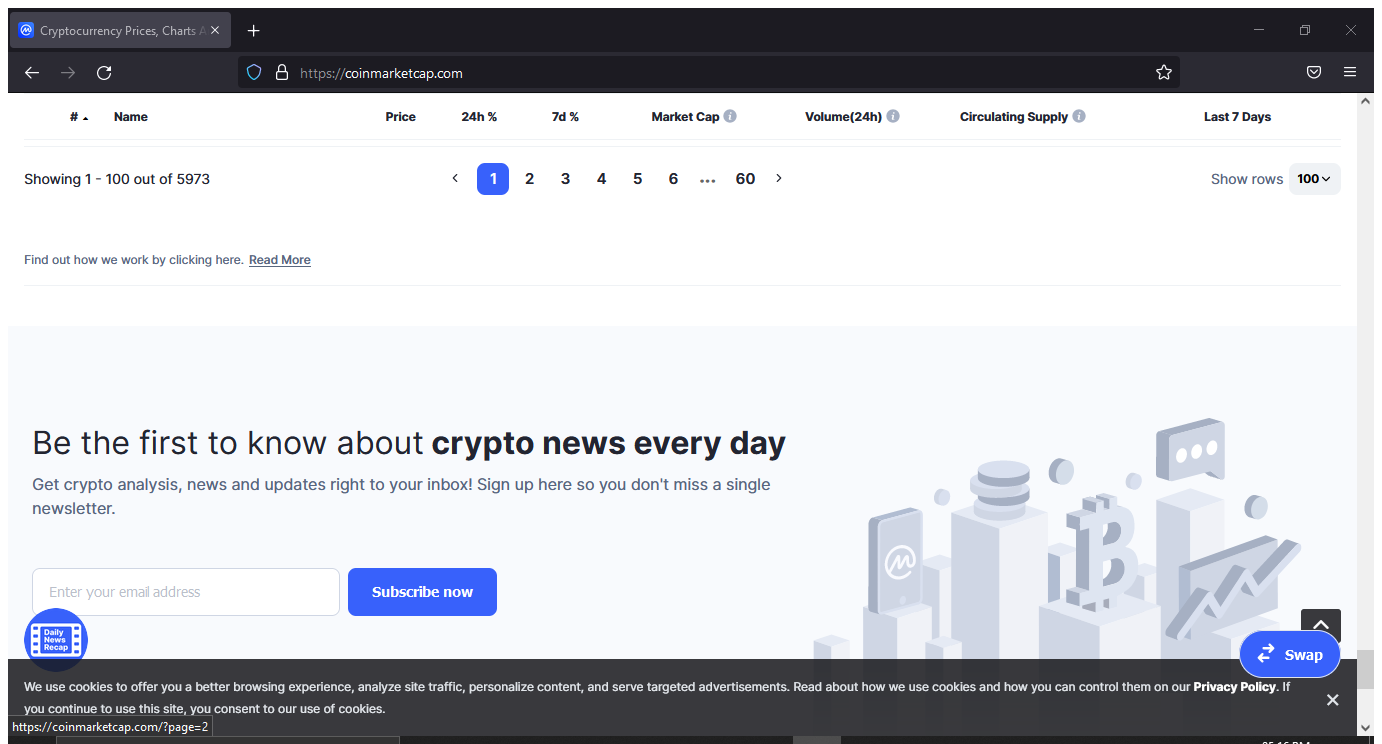 Cryptocurrency Prices, Charts A
https://coinmarketcap.com
# Name Price 24h % 7d % Market Cap Volume(24h) Circulating Supply Last 7 Days
Showing 1 - 100 out of 5973 1 2 3 4 5 6 ... 60 Show rows 100
Find out how we work by clicking here. Read More
Be the first to know about crypto news every day
Get crypto analysis, news and updates right to your inbox! Sign up here so you don't miss a single
newsletter.
Enter your email address Subscribe now
Daily
News
Recap
Swap
We use cookies to offer you a better browsing experience, analyze site traffic, personalize content, and serve targeted advertisements. Read about how we use cookies and how you can control them on our Privacy Policy. If
you continue to use this site, you consent to our use of cookies.
https://coinmarketcap.com/?page=2